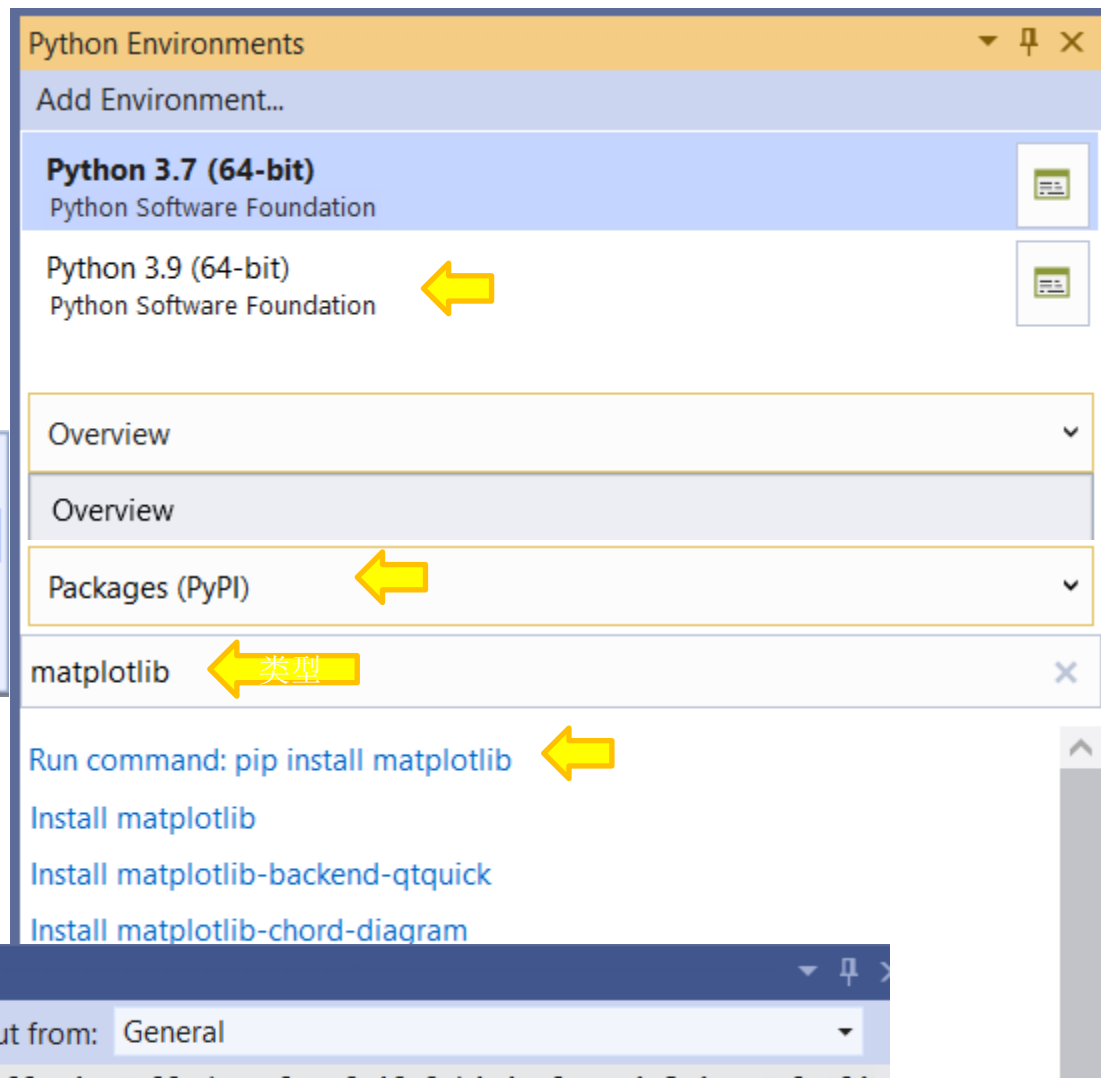 Python Environments
Add Environment...
Python 3.7 (64-bit)
Python Software Foundation
Python 3.9 (64-bit)
Python Software Foundation
Overview
Overview
Packages (PyPI)
matplotlib
类型
Run command: pip install matplotlib
Install matplotlib
Install matplotlib-backend-qtquick
Install matplotlib-chord-diagram
from: General